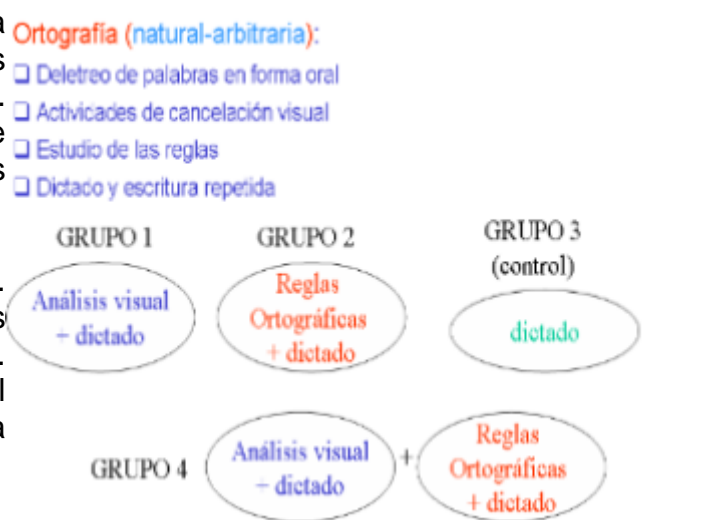 Ortografía (natural-arbitraria):
❑ Deletreo de palabras en forma oral
❑ Actividades de cancelación visual
❑ Estudio de las reglas
❑ Dictado y escritura repetida
GRUPO 1
Análisis visual
+ dictado
GRUPO 2
Reglas
Ortográficas
+ dictado
GRUPO 3
(control)
dictado
GRUPO 4
Análisis visual
+ dictado
+
Reglas
Ortográficas
+ dictado